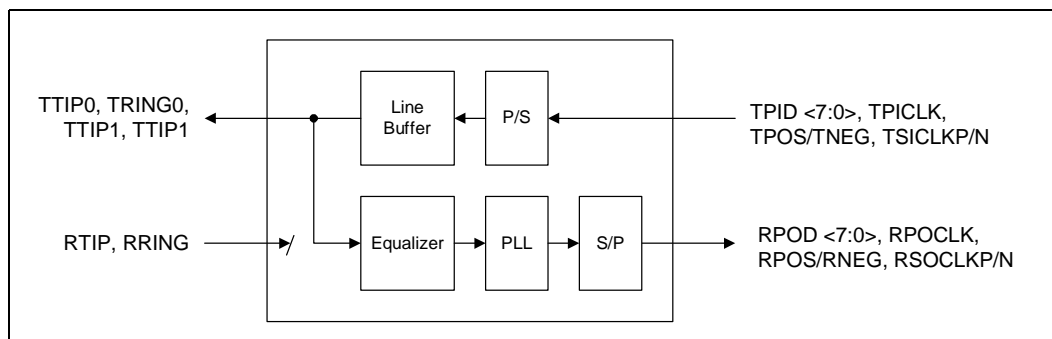 TTIP0, TRING0,
TTIP1, TTIP1
Line
Buffer
P/S
TPID <7:0>, TPICLK,
TPOS/TNEG, TSICLKP/N
RTIP, RRING
Equalizer
PLL
S/P
RPOD <7:0>, RPOCLK,
RPOS/RNEG, RSOCLKP/N